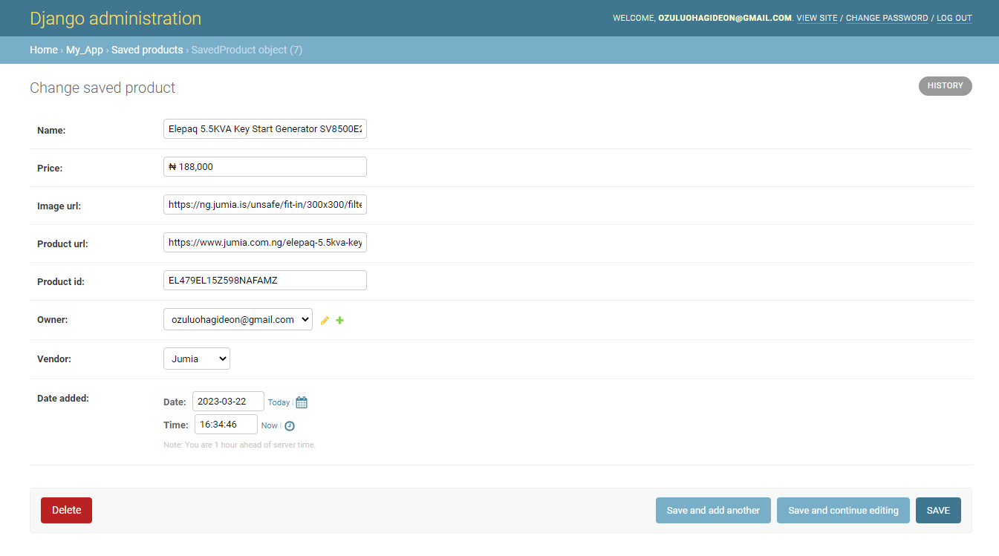 Django administration
WELCOME, OZULUOHAGIDEON@GMAIL.COM. VIEW SITE / CHANGE PASSWORD / LOG OUT
Home › My_App › Saved products › SavedProduct object (7)
Change saved product
HISTORY
Name: Elepaq 5.5KVA Key Start Generator SV8500E2
Price: ₦ 188,000
Image url: https://ng.jumia.is/unsafe/fit-in/300x300/filte
Product url: https://www.jumia.com.ng/elepaq-5.5kva-key
Product id: EL479EL15Z598NAFAMZ
Owner: ozuluohagideon@gmail.com
Vendor: Jumia
Date added: Date: 2023-03-22 Today |
Time: 16:34:46 Now |
Note: You are 1 hour ahead of server time.
Delete Save and add another Save and continue editing SAVE